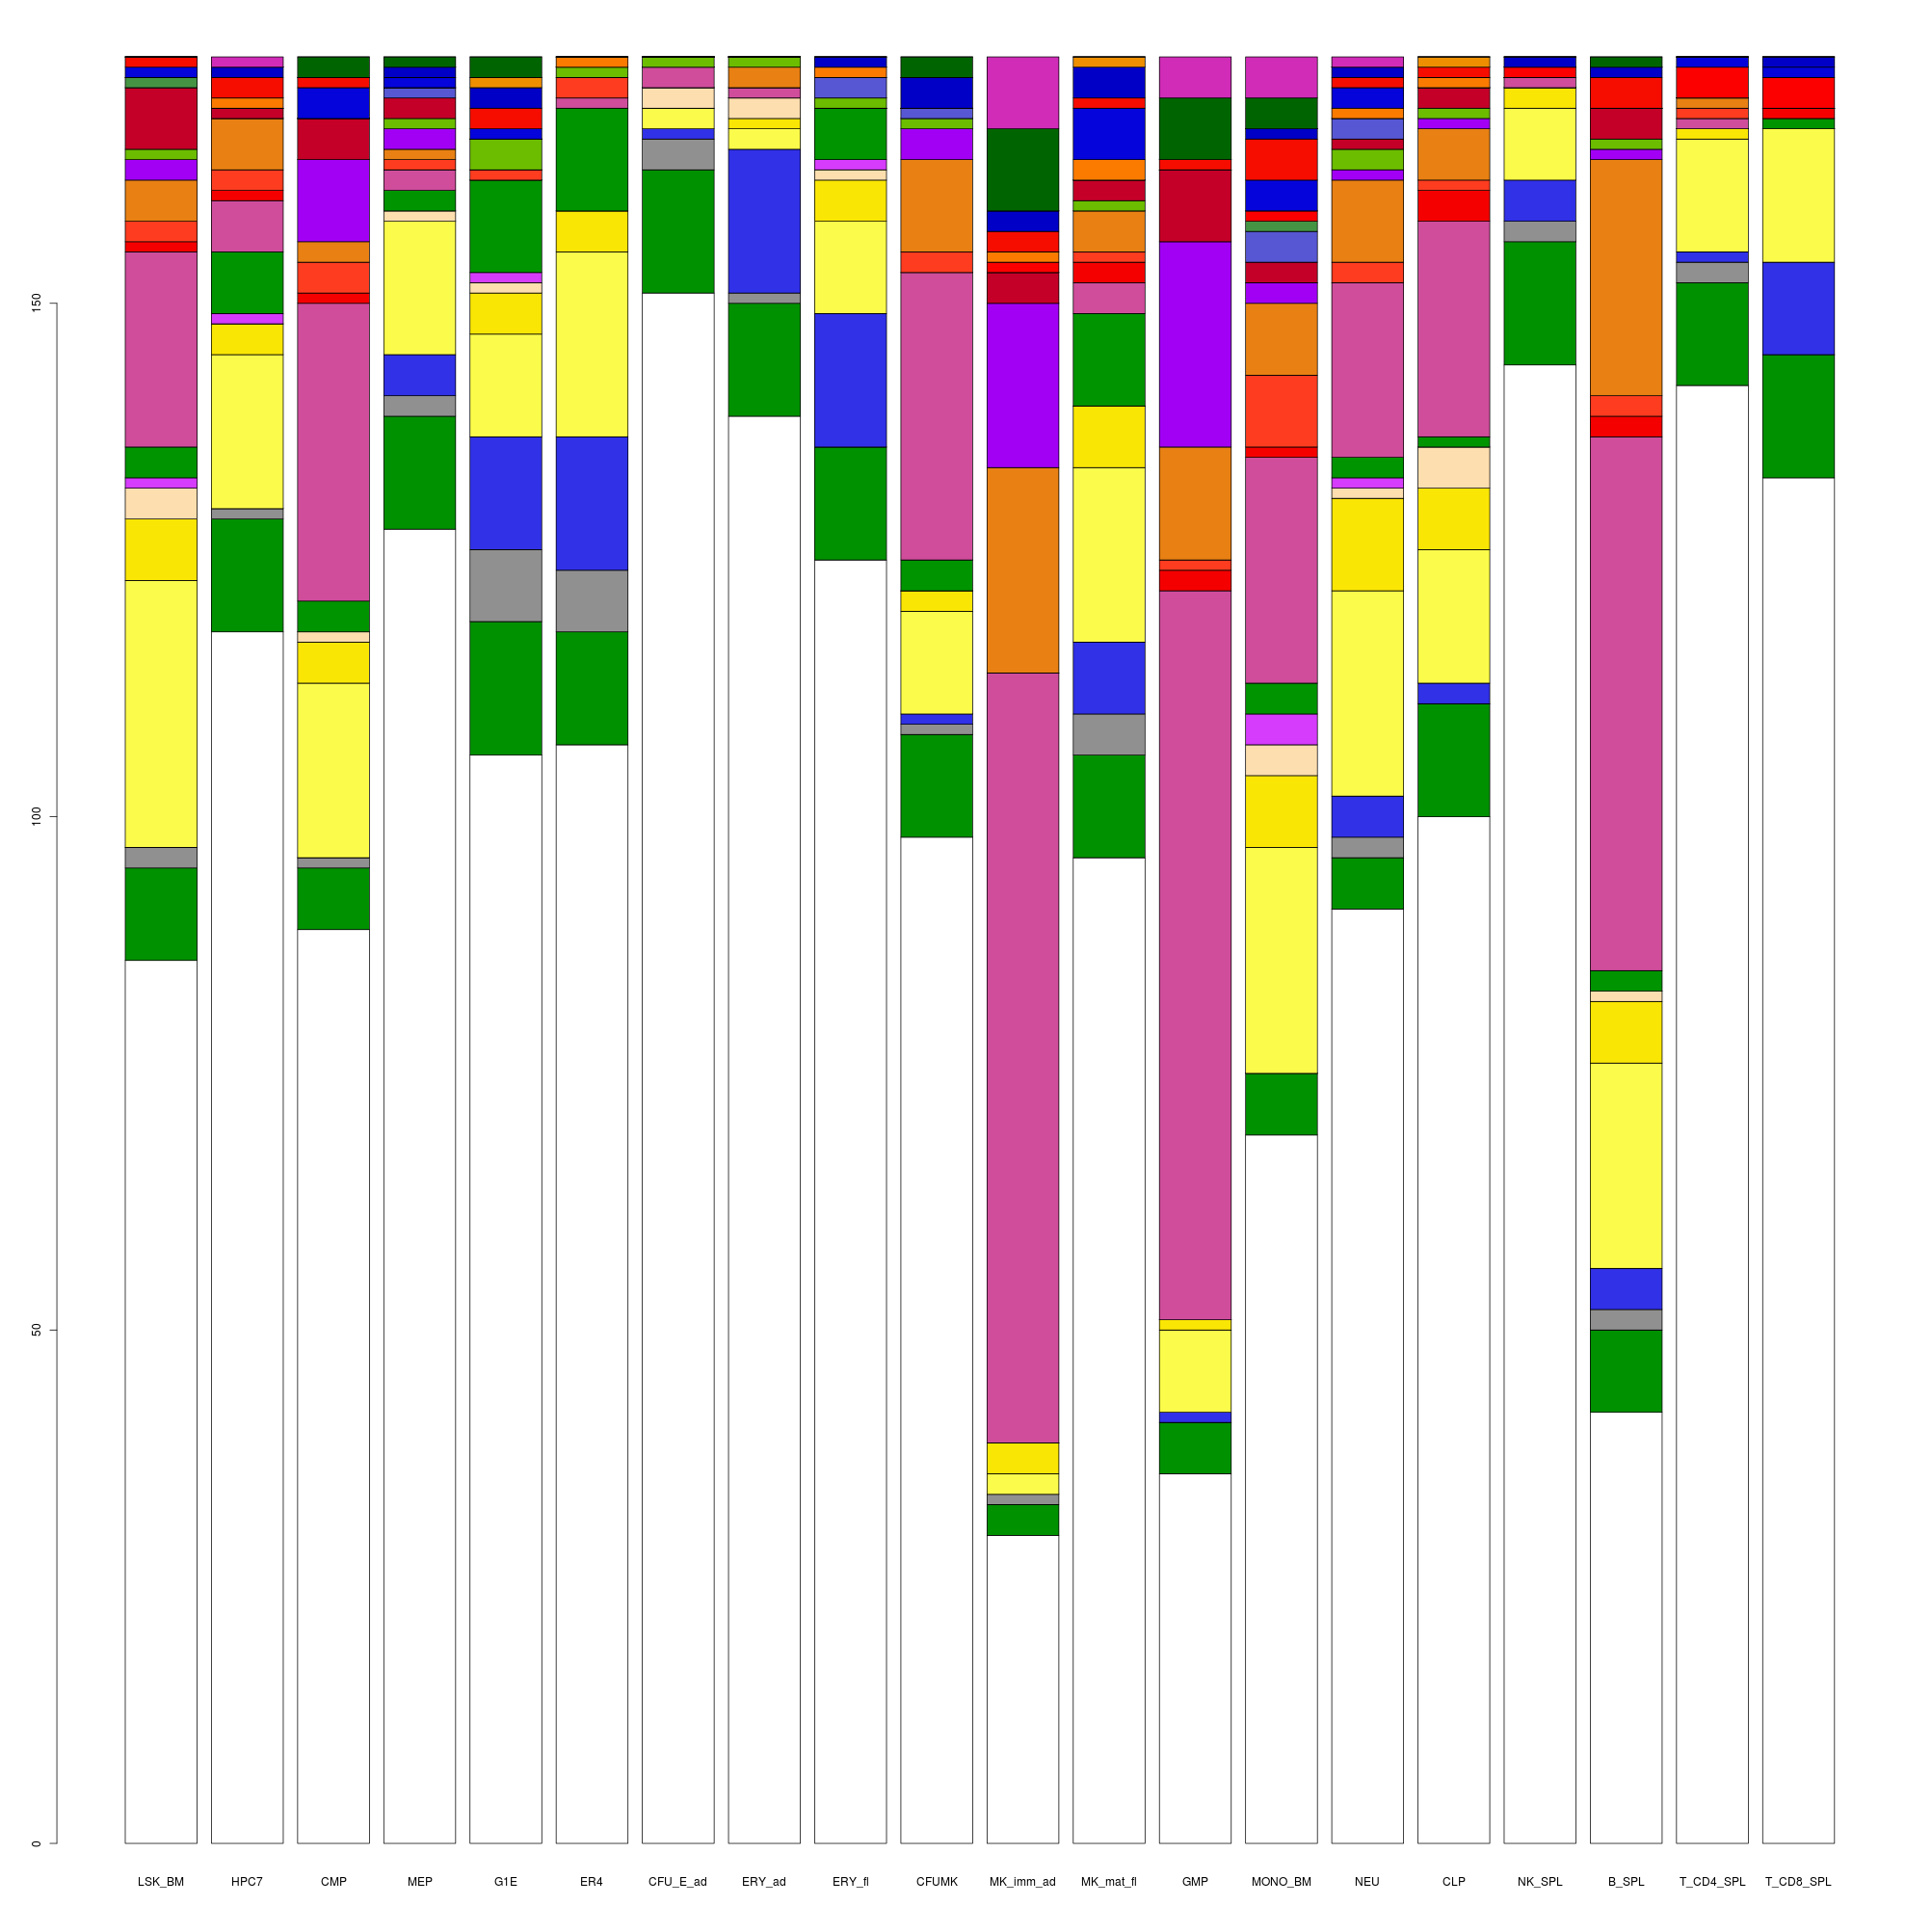 150
100
50
0
LSK_BM HPC7 CMP MEP G1E ER4 CFU_E_ad ERY_ad ERY_fl CFUMK MK_imm_ad MK_mat_fl GMP MONO_BM NEU CLP NK_SPL B_SPL T_CD4_SPL T_CD8_SPL